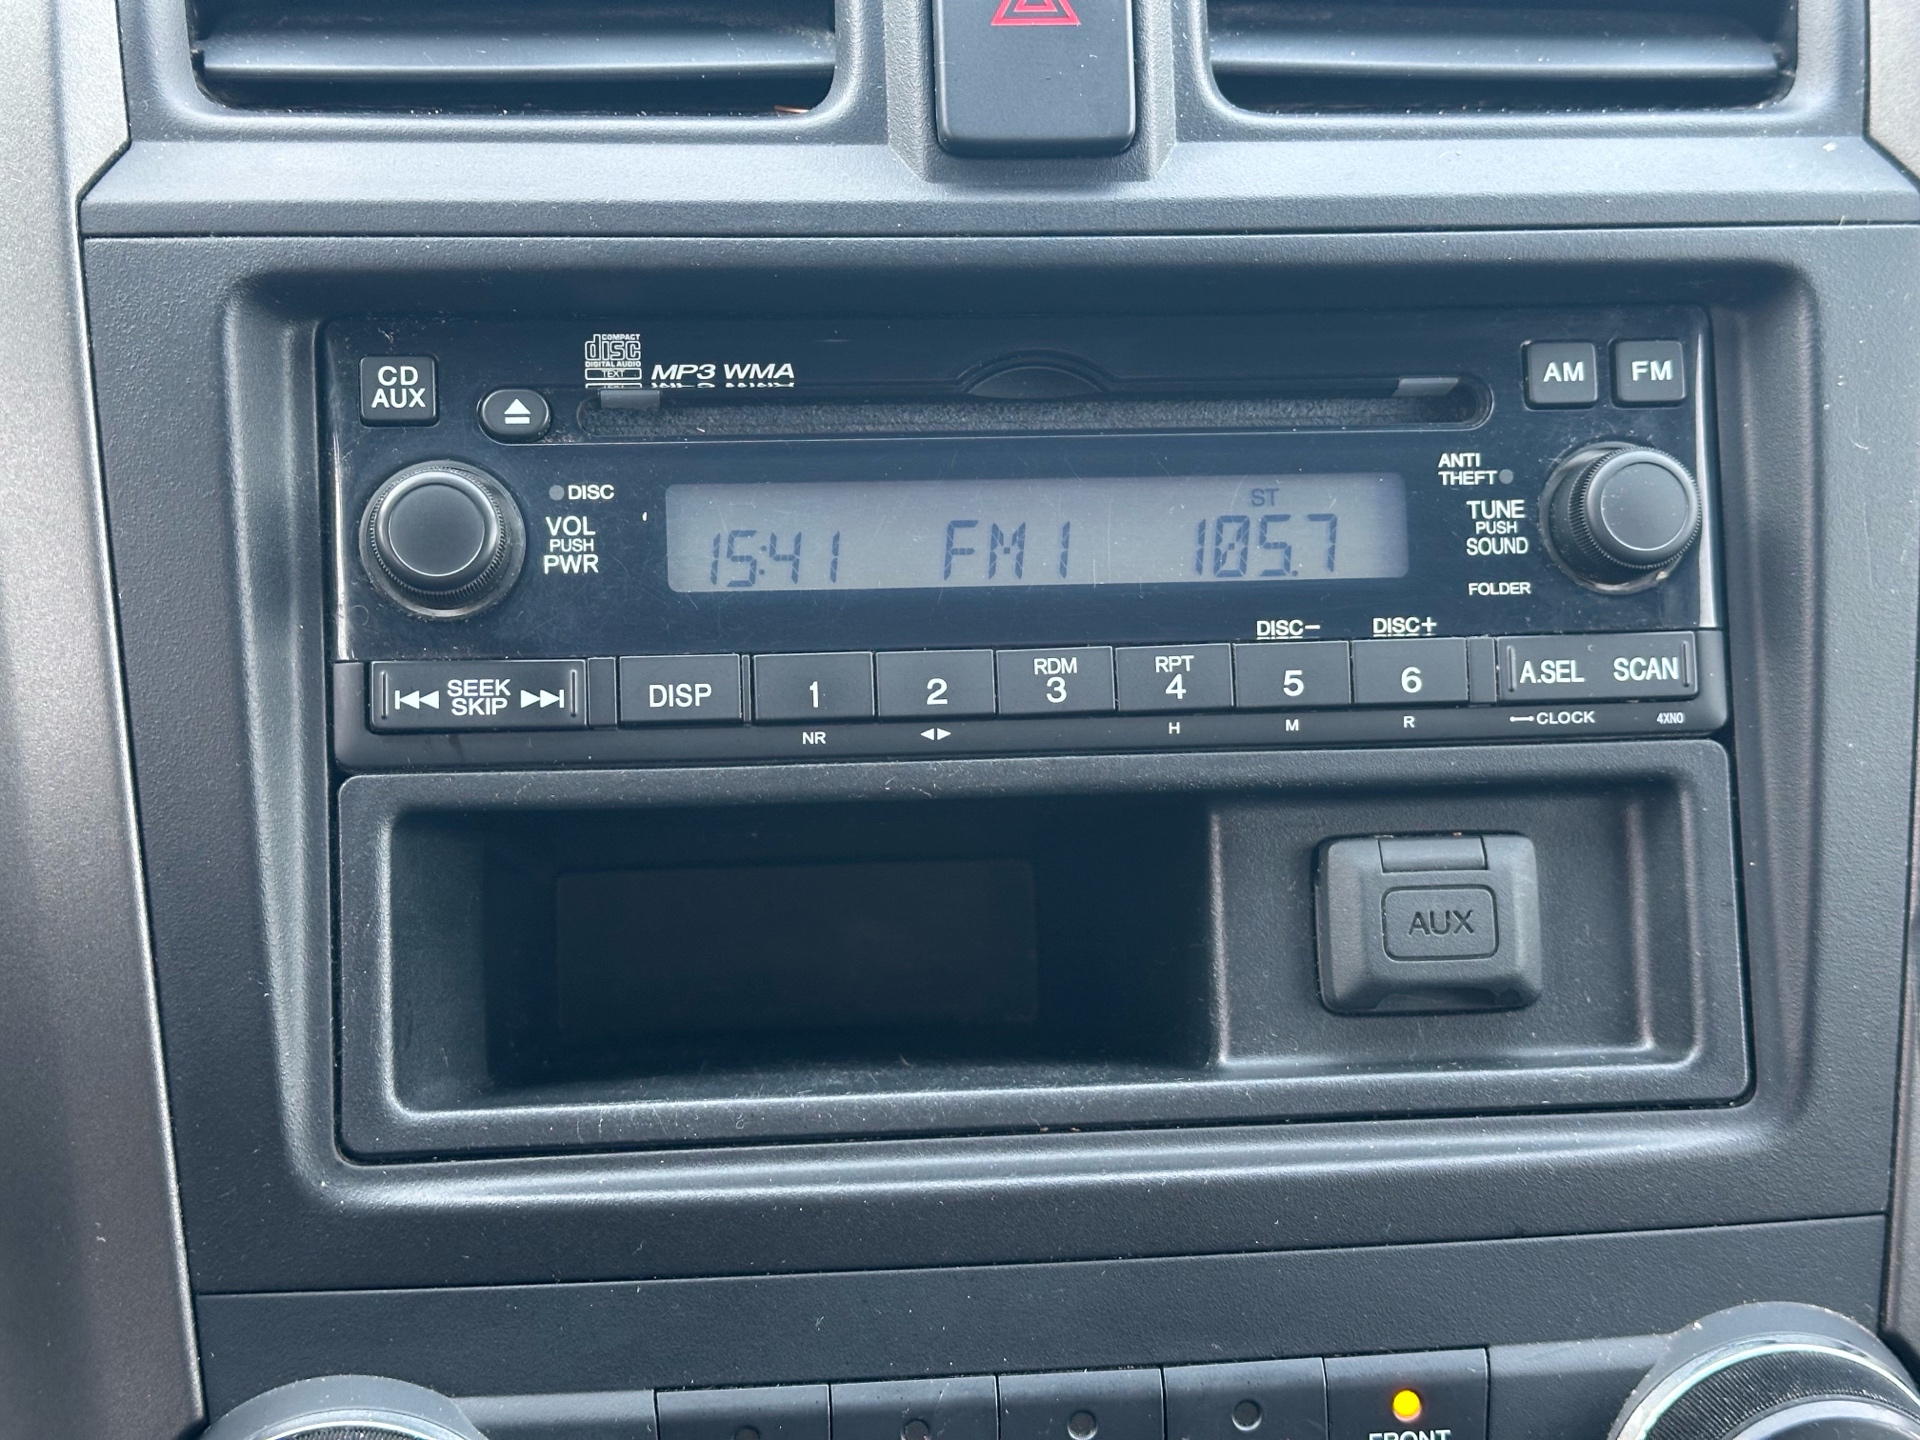 COMPACT
disc
DIGITAL AUDIO
TEXT
MP3 WMA
CD
AUX
AM
FM
DISC
VOL
PUSH
PWR
ST
15:41 FM1 105.7
ANTI
THEFT
TUNE
PUSH
SOUND
FOLDER
DISC-
DISC+
SEEK
SKIP
DISP
1
2
RDM
3
RPT
4
5
6
A.SEL SCAN
NR
H
M
R
CLOCK
4XN0
AUX
FRONT